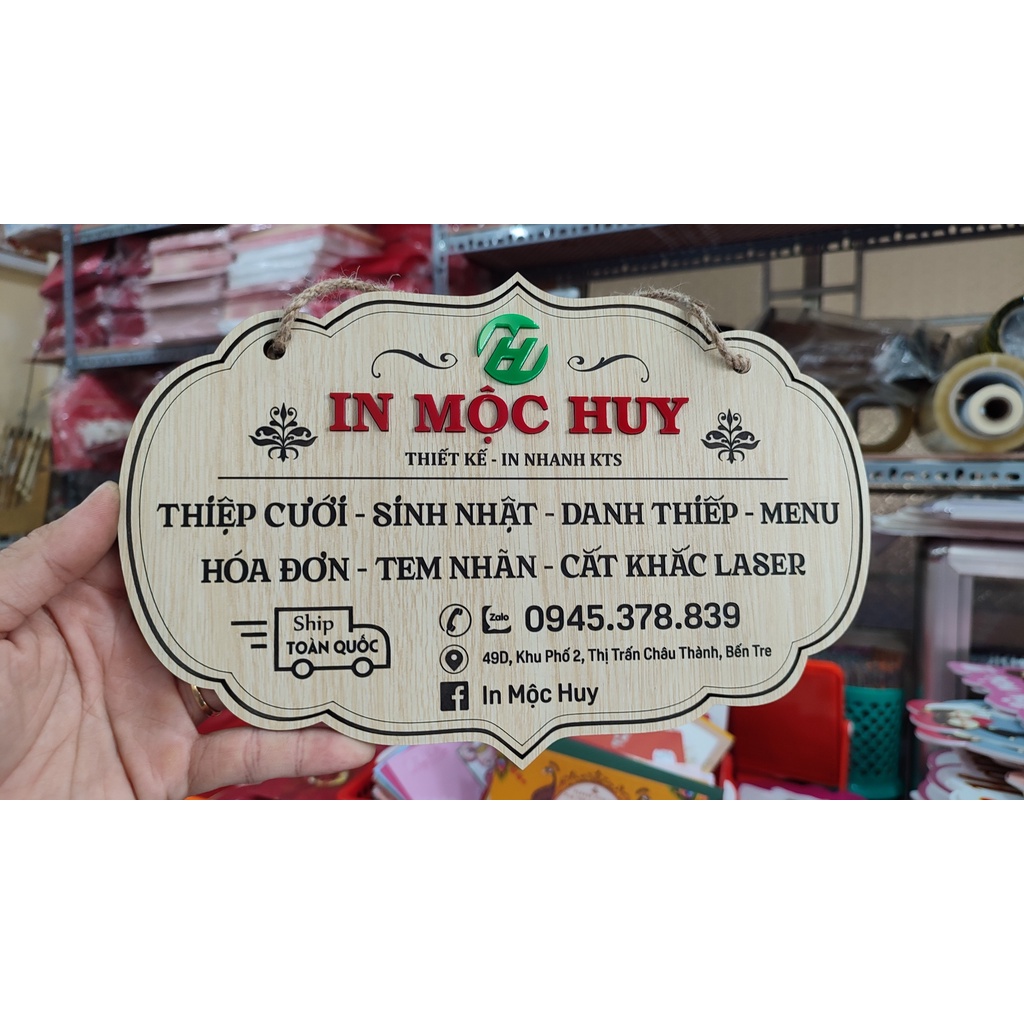 IN MỘC HUY
THIẾT KẾ - IN NHANH KTS
THIỆP CƯỚI - SINH NHẬT - DANH THIẾP - MENU
HÓA ĐƠN - TEM NHÃN - CẮT KHẮC LASER
Ship
TOÀN QUỐC
Zalo 0945.378.839
49D, Khu Phố 2, Thị Trấn Châu Thành, Bến Tre
In Mộc Huy